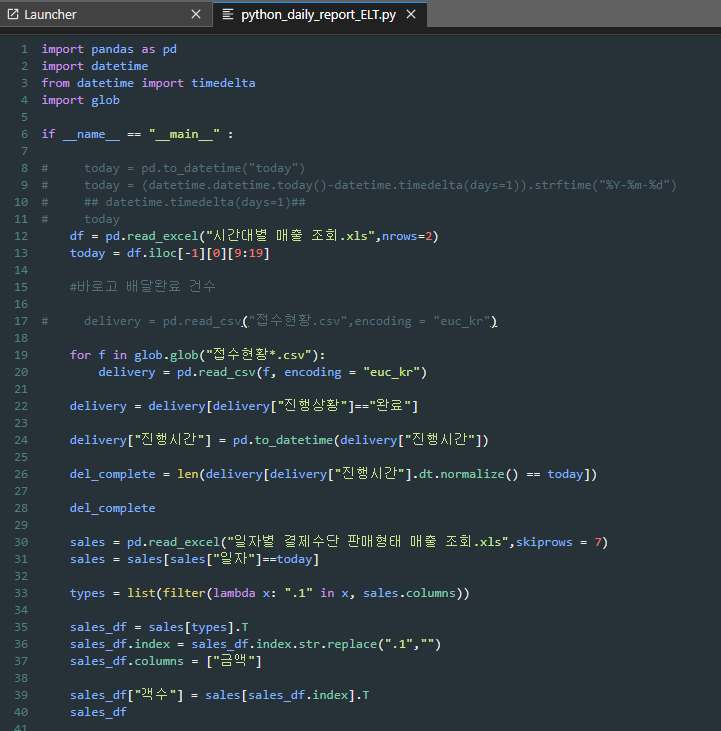 Launcher
python_daily_report_ELT.py
1 import pandas as pd
2 import datetime
3 from datetime import timedelta
4 import glob
5
6 if __name__ == "__main__" :
7
8 #     today = pd.to_datetime("today")
9 #     today = (datetime.datetime.today()-datetime.timedelta(days=1)).strftime("%Y-%m-%d")
10 #     ## datetime.timedelta(days=1)##
11 #     today
12     df = pd.read_excel("시간대별 매출 조회.xls",nrows=2)
13     today = df.iloc[-1][0][9:19]
14
15     #바로고 배달완료 건수
16
17 #     delivery = pd.read_csv("접수현황.csv",encoding = "euc_kr")
18
19     for f in glob.glob("접수현황*.csv"):
20         delivery = pd.read_csv(f, encoding = "euc_kr")
21
22     delivery = delivery[delivery["진행상황"]=="완료"]
23
24     delivery["진행시간"] = pd.to_datetime(delivery["진행시간"])
25
26     del_complete = len(delivery[delivery["진행시간"].dt.normalize() == today])
27
28     del_complete
29
30     sales = pd.read_excel("일자별 결제수단 판매형태 매출 조회.xls",skiprows = 7)
31     sales = sales[sales["일자"]==today]
32
33     types = list(filter(lambda x: ".1" in x, sales.columns))
34
35     sales_df = sales[types].T
36     sales_df.index = sales_df.index.str.replace(".1","")
37     sales_df.columns = ["금액"]
38
39     sales_df["객수"] = sales[sales_df.index].T
40     sales_df
41